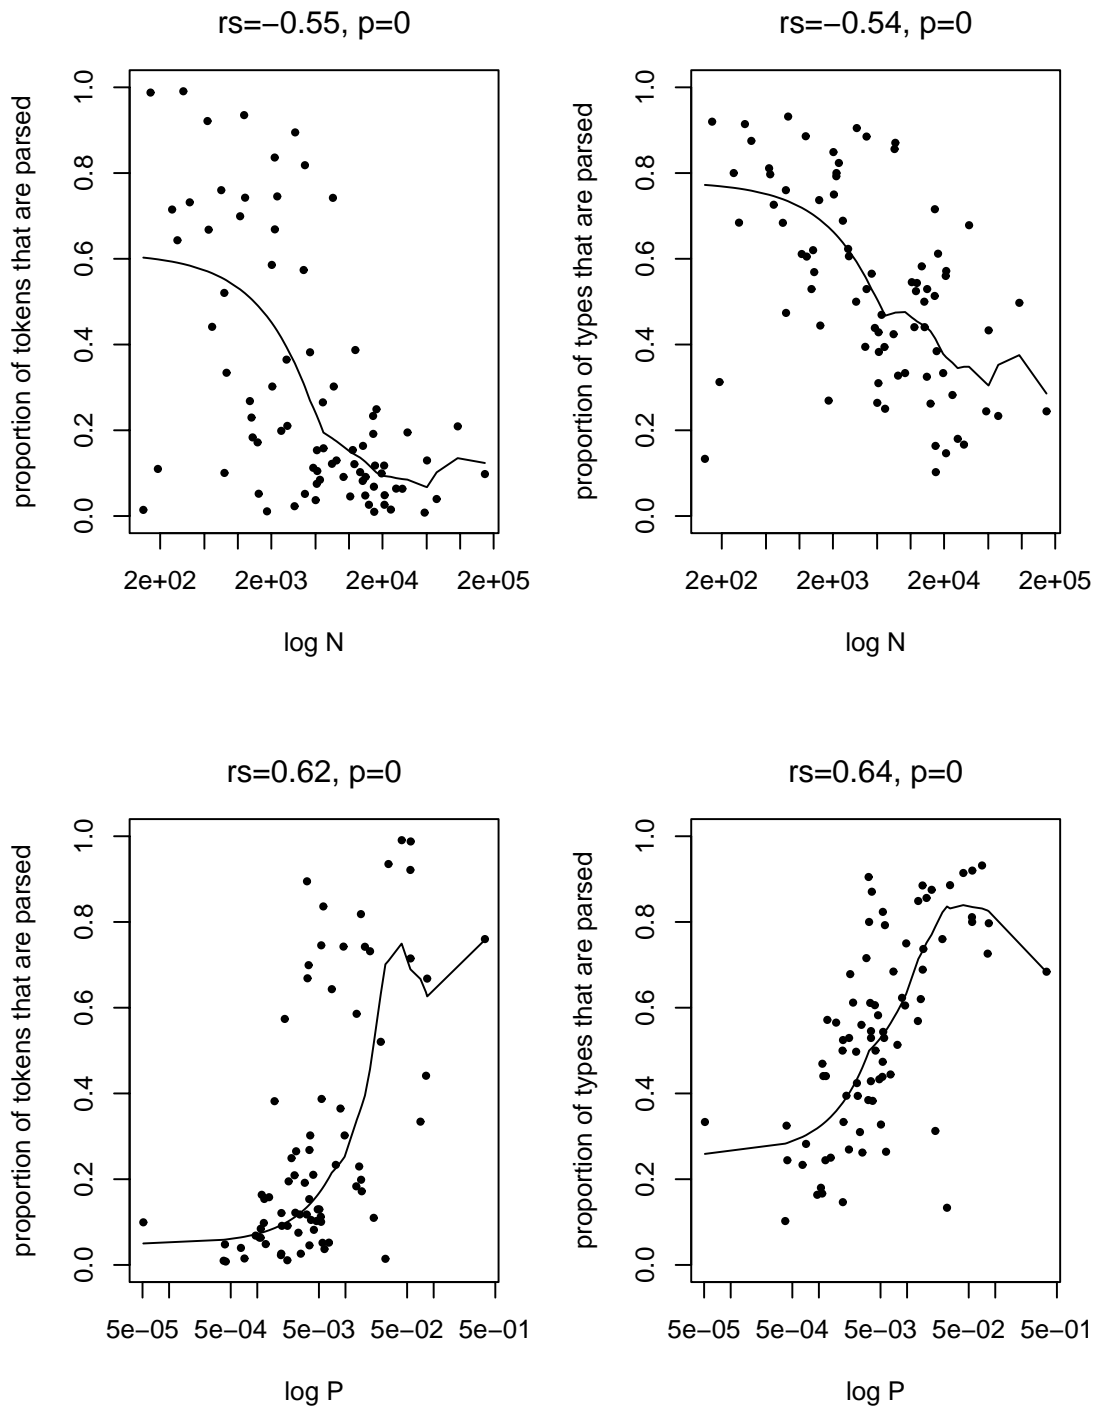 rs=−0.55, p=0
proportion of tokens that are parsed
1.0
0.8
0.6
0.4
0.2
0.0
2e+02 2e+03 2e+04 2e+05
log N
rs=−0.54, p=0
proportion of types that are parsed
1.0
0.8
0.6
0.4
0.2
0.0
2e+02 2e+03 2e+04 2e+05
log N
rs=0.62, p=0
proportion of tokens that are parsed
1.0
0.8
0.6
0.4
0.2
0.0
5e−05 5e−04 5e−03 5e−02 5e−01
log P
rs=0.64, p=0
proportion of types that are parsed
1.0
0.8
0.6
0.4
0.2
0.0
5e−05 5e−04 5e−03 5e−02 5e−01
log P